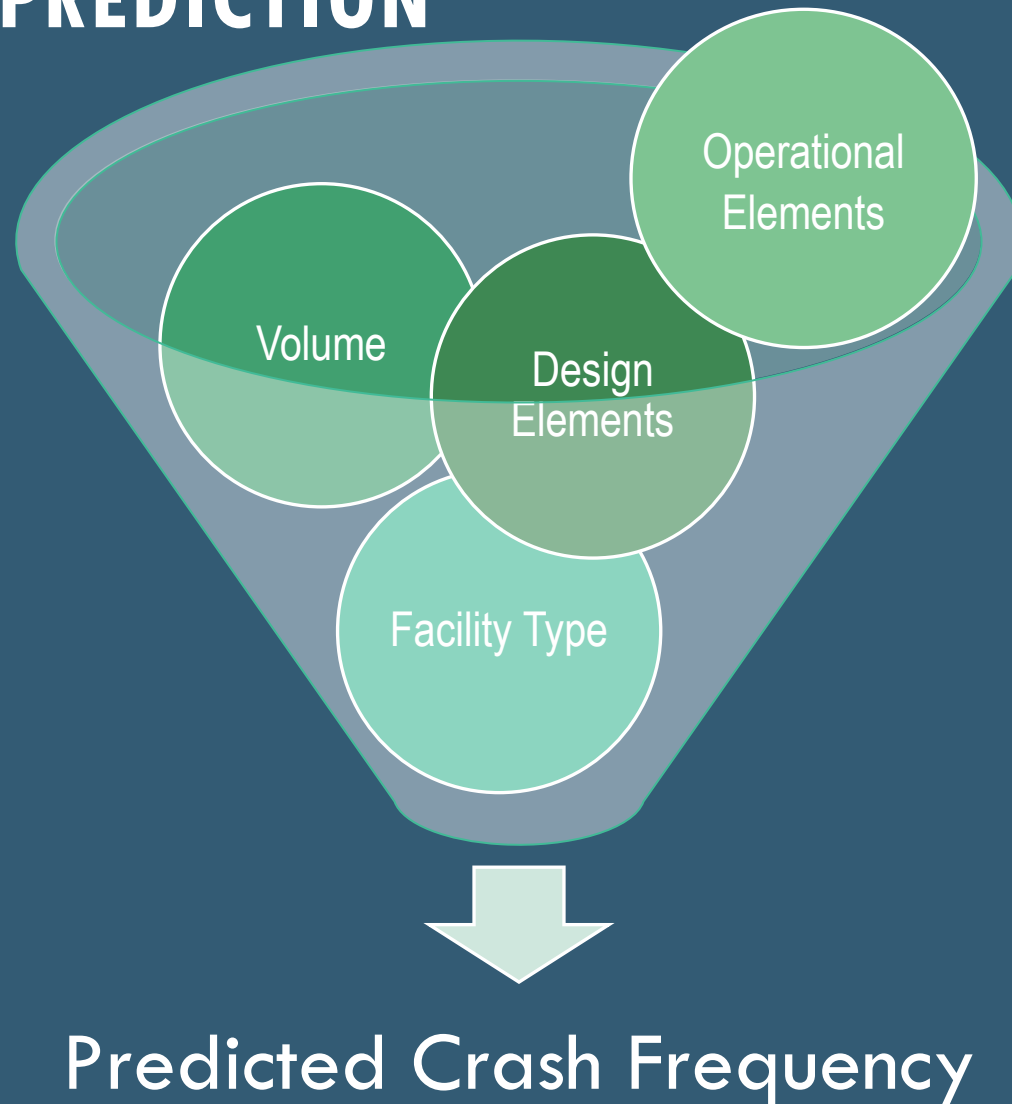 PREDICTION
Operational
Elements
Volume
Design
Elements
Facility Type
Predicted Crash Frequency